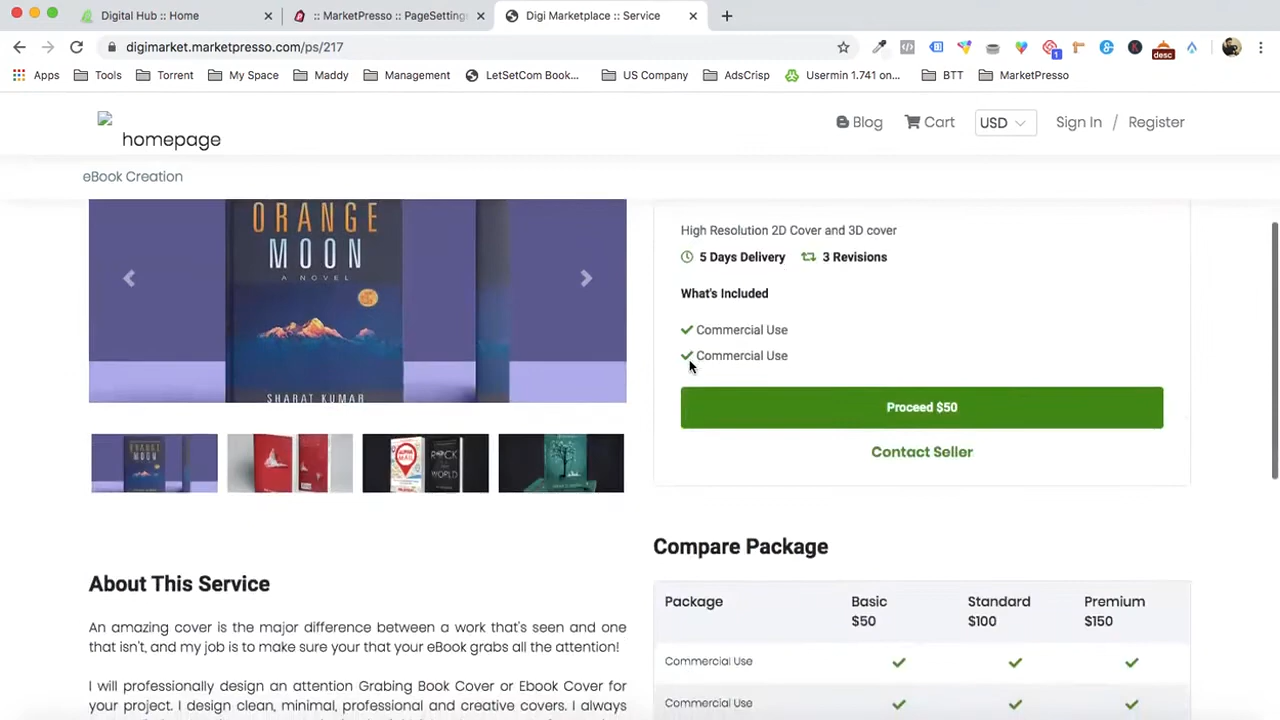 Digital Hub :: Home
:: MarketPresso :: PageSetting
Digi Marketplace :: Service
digimarket.marketpresso.com/ps/217
1
desc
Apps
Tools
Torrent
My Space
Maddy
Management
LetSetCom Book...
US Company
AdsCrisp
Usermin 1.741 on...
BTT
MarketPresso
homepage
Blog
Cart
USD
Sign In / Register
eBook Creation
ORANGE
MOON
A NOVEL
SHARAT KUMAR
High Resolution 2D Cover and 3D cover
5 Days Delivery 3 Revisions
What's Included
Commercial Use
Commercial Use
Proceed $50
Contact Seller
ORANGE
MOON
ROCK
WORLD
Compare Package
Package Basic Standard Premium
$50 $100 $150
Commercial Use
Commercial Use
About This Service
An amazing cover is the major difference between a work that's seen and one
that isn't, and my job is to make sure your that your eBook grabs all the attention!
I will professionally design an attention Grabing Book Cover or Ebook Cover for
your project. I design clean, minimal, professional and creative covers. I always